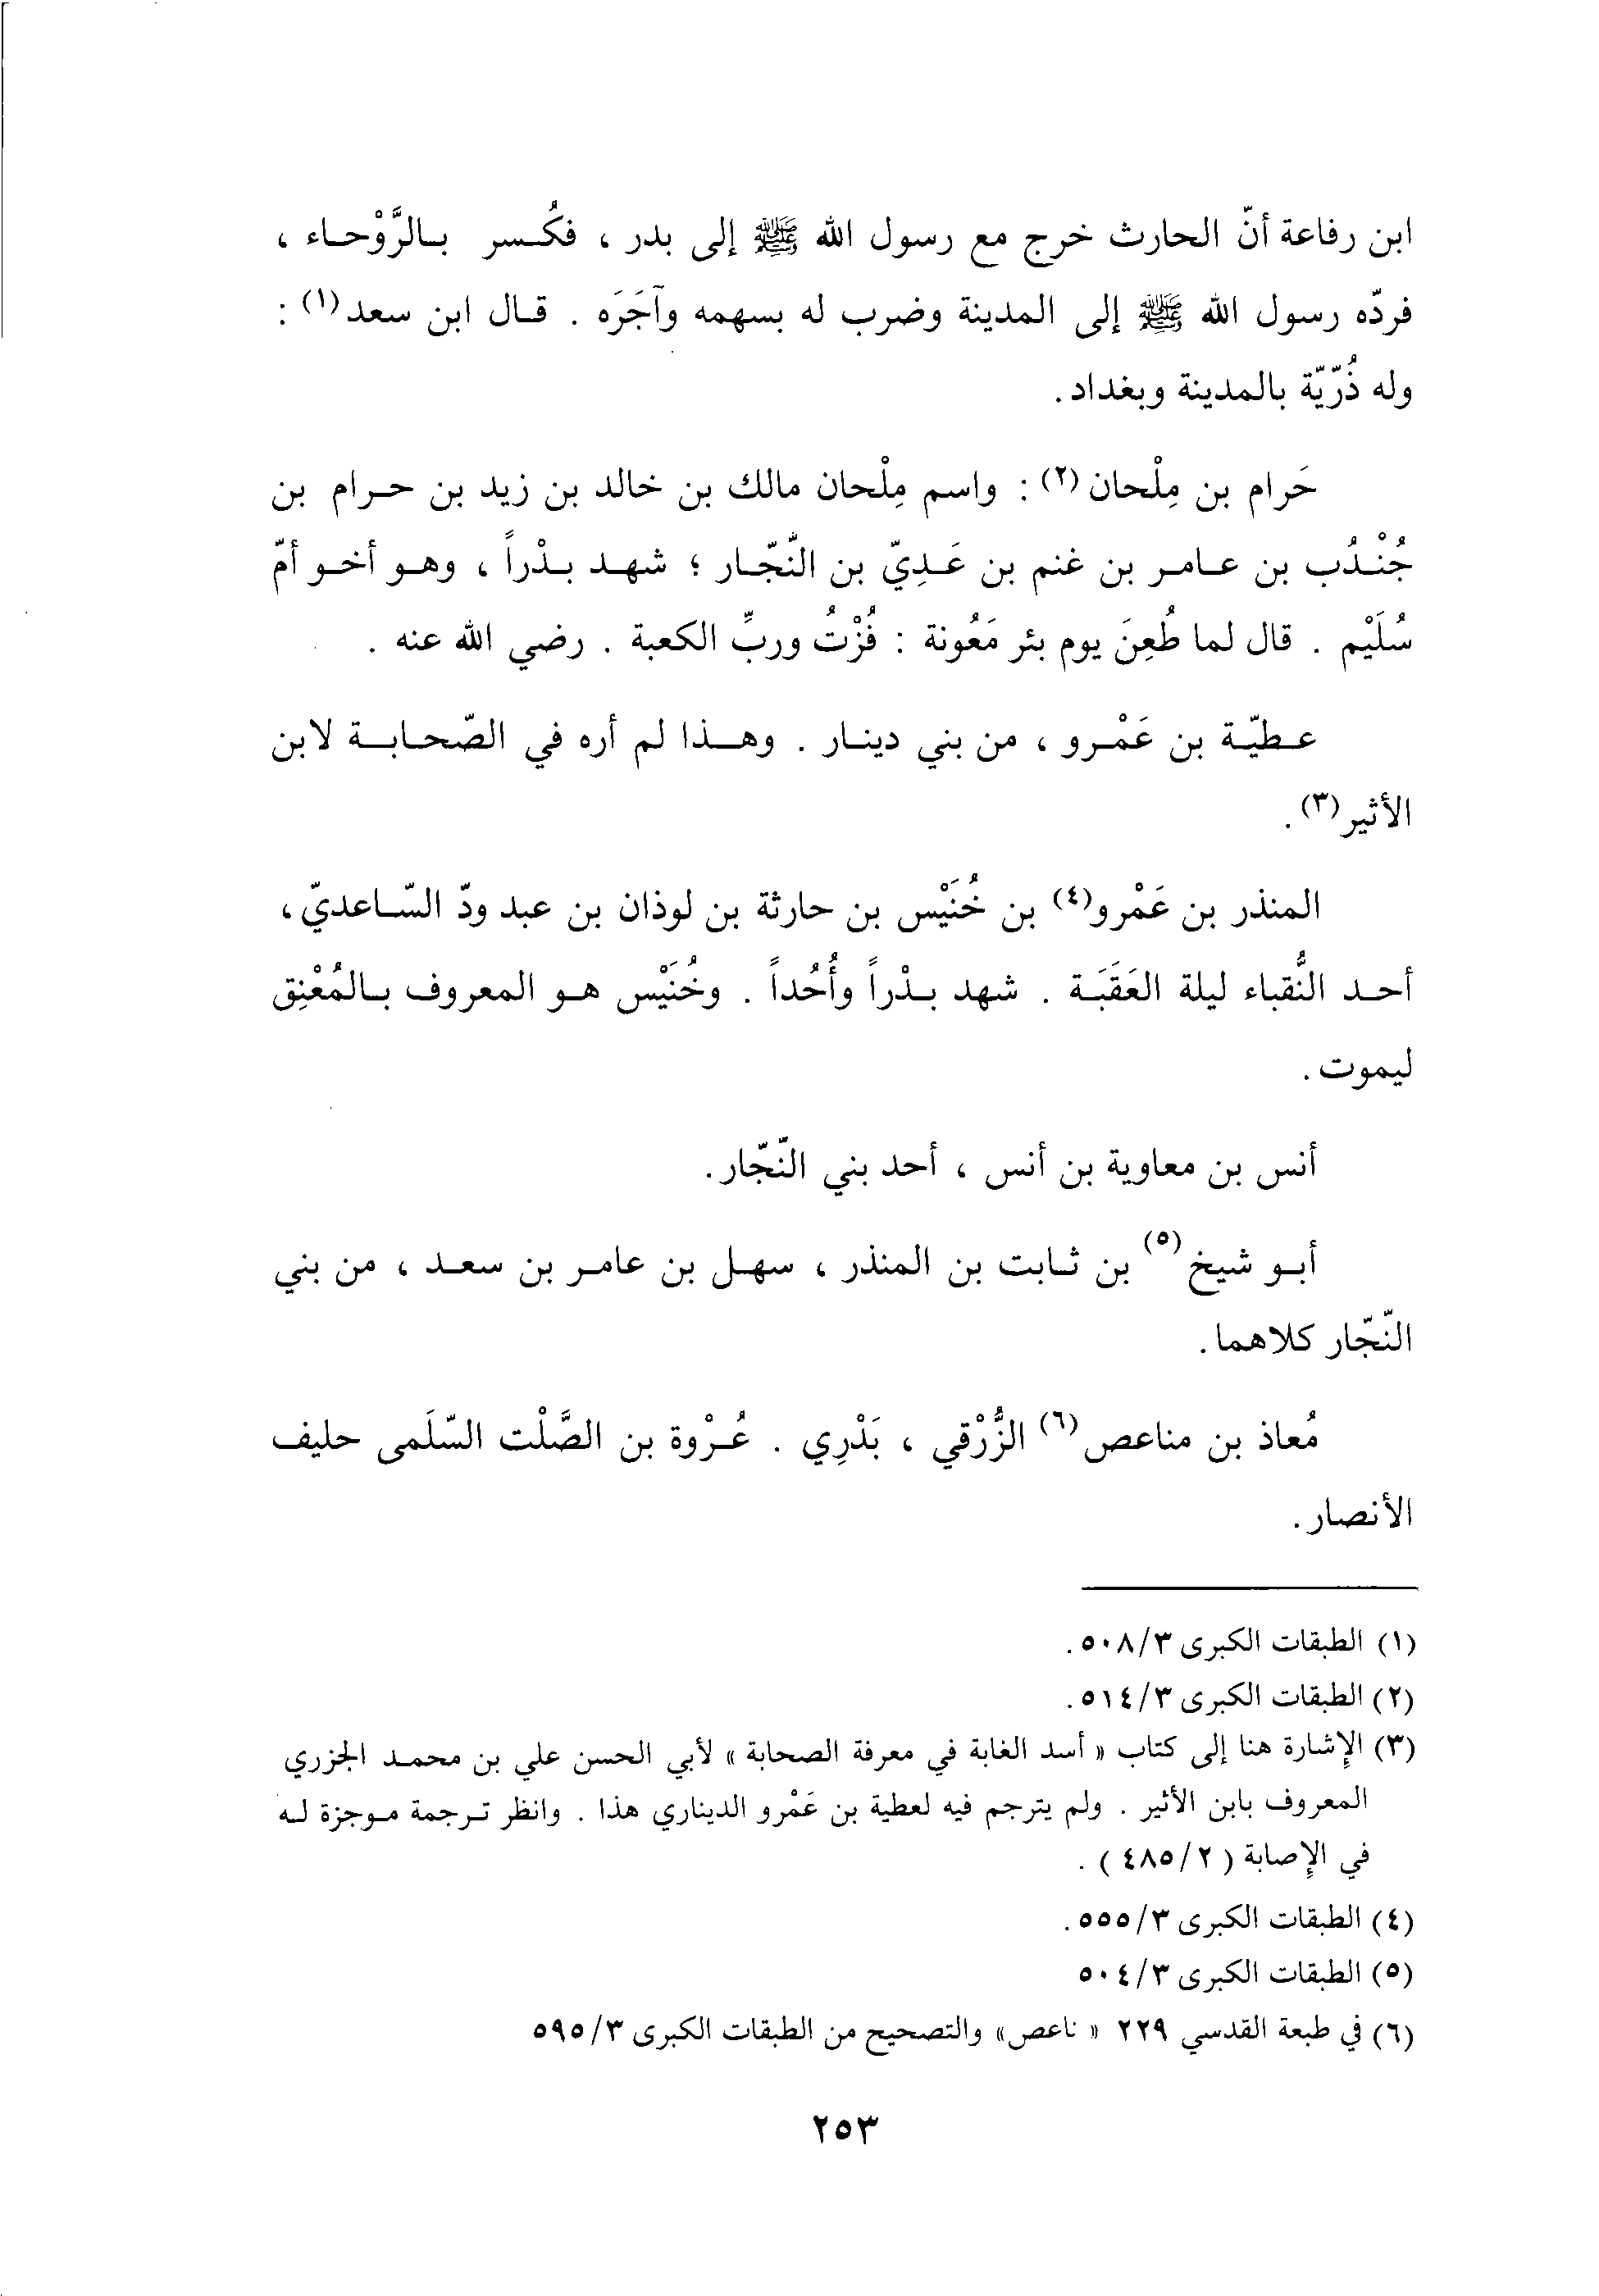 ابن رفاعة أنّ الحارث خرج مع رسول الله ﷺ إلى بدر ، فكُسر بالرَّوْحاء ،
فردّه رسول الله ﷺ إلى المدينة وضرب له بسهمه وآجَرَه . قال ابن سعد(١) :
وله ذُرّيّة بالمدينة وبغداد.
حَرام بن مِلْحان(٢) : واسم مِلْحان مالك بن خالد بن زيد بن حرام بن
جُنْدُب بن عامر بن غنم بن عَدِيّ بن النّجّار ؛ شهد بدْراً ، وهو أخو أمّ
سُلَيْم . قال لما طُعِنَ يوم بئر مَعُونة : فُزْتُ وربِّ الكعبة . رضي الله عنه .
عطيّة بن عَمْرو ، من بني دينار . وهذا لم أره في الصّحابة لابن
الأثير(٣).
المنذر بن عَمْرو(٤) بن خُنَيْس بن حارثة بن لوذان بن عبد ودّ السّاعديّ،
أحد النُّقباء ليلة العَقَبَة . شهد بدْراً وأُحُداً . وخُنَيْس هو المعروف بالمُعْنِق
ليموت.
أنس بن معاوية بن أنس ، أحد بني النّجّار.
أبو شيخ(٥) بن ثابت بن المنذر ، سهل بن عامر بن سعد ، من بني
النّجّار كلاهما.
مُعاذ بن مناعص(٦) الزُّرْقي ، بَدْرِي . عُرْوة بن الصَّلْت السّلَمى حليف
الأنصار.
(١) الطبقات الكبرى ٥٠٨/٣.
(٢) الطبقات الكبرى ٥١٤/٣.
(٣) الإشارة هنا إلى كتاب « أسد الغابة في معرفة الصحابة » لأبي الحسن علي بن محمد الجزري
المعروف بابن الأثير . ولم يترجم فيه لعطية بن عَمْرو الديناري هذا . وانظر ترجمة موجزة له
في الإصابة ( ٤٨٥/٢ ) .
(٤) الطبقات الكبرى ٥٥٥/٣.
(٥) الطبقات الكبرى ٥٠٤/٣
(٦) في طبعة القدسي ٢٢٩ « ناعص» والتصحيح من الطبقات الكبرى ٥٩٥/٣
٢٥٣